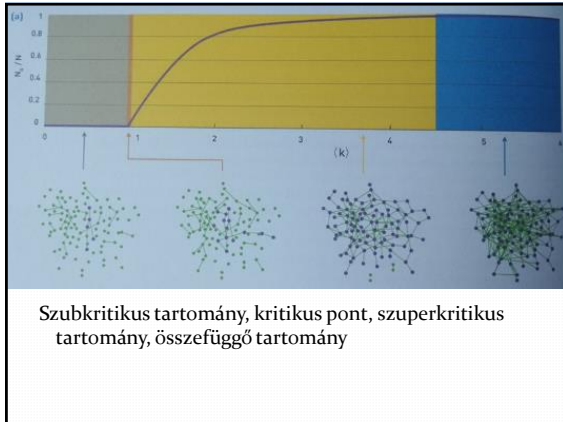 (a)
1
0.8
0.6
0.4
0.2
0
N_G / N
0 1 2 3 4 5 6
⟨k⟩
Szubkritikus tartomány, kritikus pont, szuperkritikus
tartomány, összefüggő tartomány